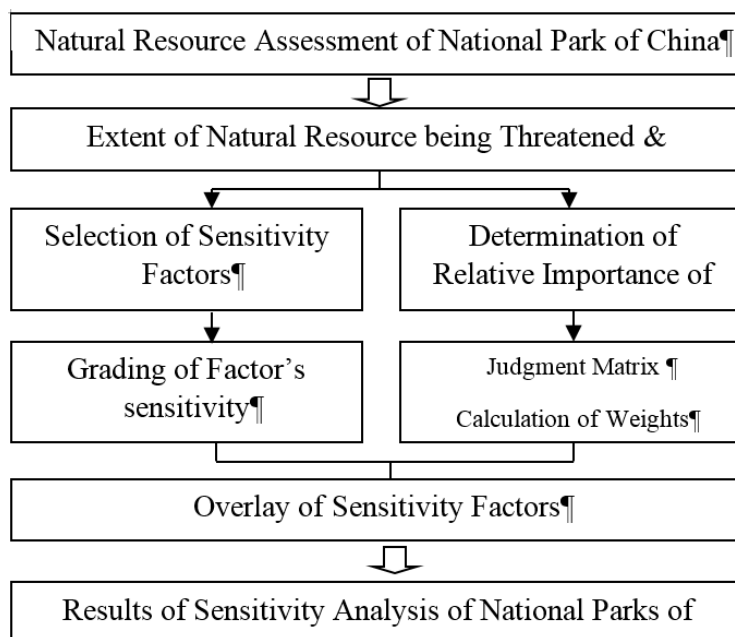 Natural Resource Assessment of National Park of China¶
Extent of Natural Resource being Threatened &
Selection of Sensitivity
Factors¶
Determination of
Relative Importance of
Grading of Factor’s
sensitivity¶
Judgment Matrix ¶
Calculation of Weights¶
Overlay of Sensitivity Factors¶
Results of Sensitivity Analysis of National Parks of